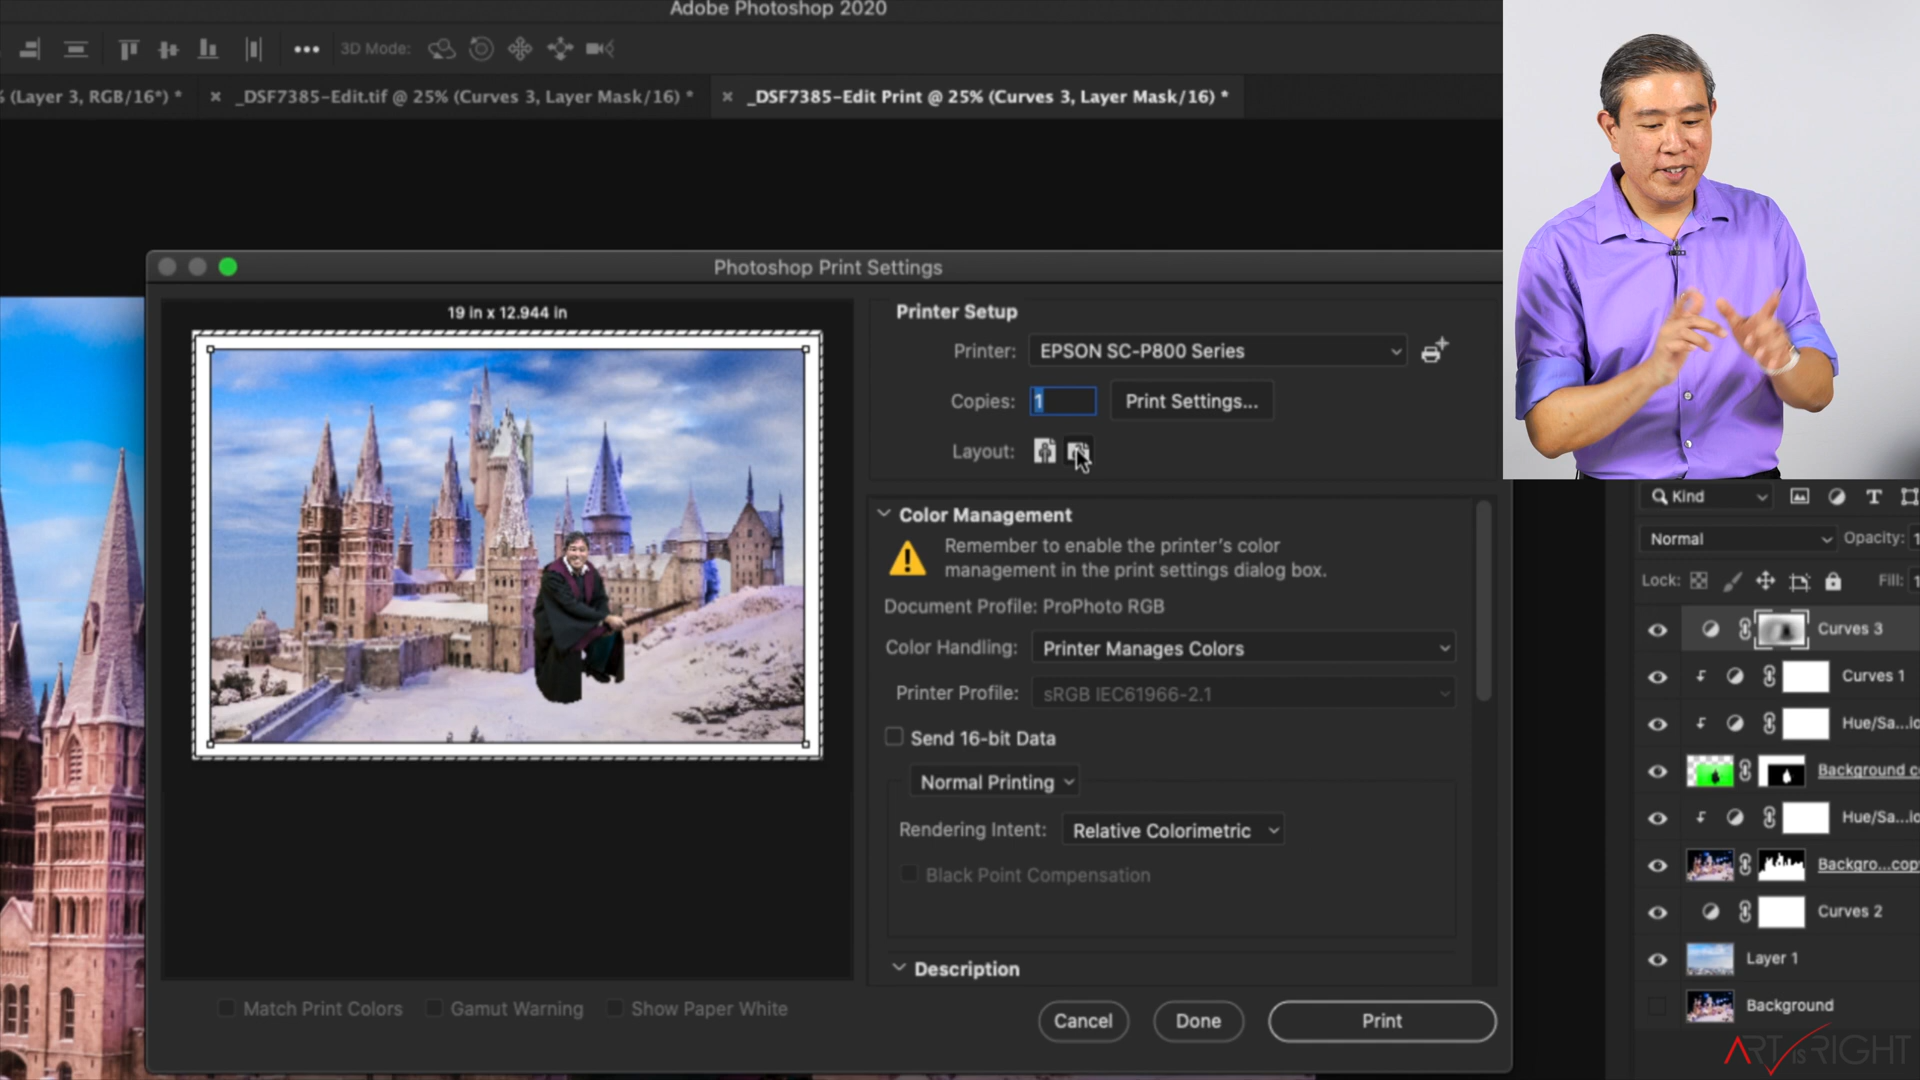 Adobe Photoshop 2020
3D Mode:
(Layer 3, RGB/16*) *
× _DSF7385-Edit.tif @ 25% (Curves 3, Layer Mask/16) *
× _DSF7385-Edit Print @ 25% (Curves 3, Layer Mask/16) *
Photoshop Print Settings
19 in x 12.944 in
Printer Setup
Printer: EPSON SC-P800 Series
Copies: 1 Print Settings...
Layout:
Color Management
Remember to enable the printer's color
management in the print settings dialog box.
Document Profile: ProPhoto RGB
Color Handling: Printer Manages Colors
Printer Profile: sRGB IEC61966-2.1
Send 16-bit Data
Normal Printing
Rendering Intent: Relative Colorimetric
Black Point Compensation
Description
Match Print Colors Gamut Warning Show Paper White
Cancel Done Print
Kind
Normal Opacity: 1
Lock: Fill: 1
Curves 3
Curves 1
Hue/Sa...
Background c
Hue/Sa...
Backgro...cop
Curves 2
Layer 1
Background
ART IS RIGHT